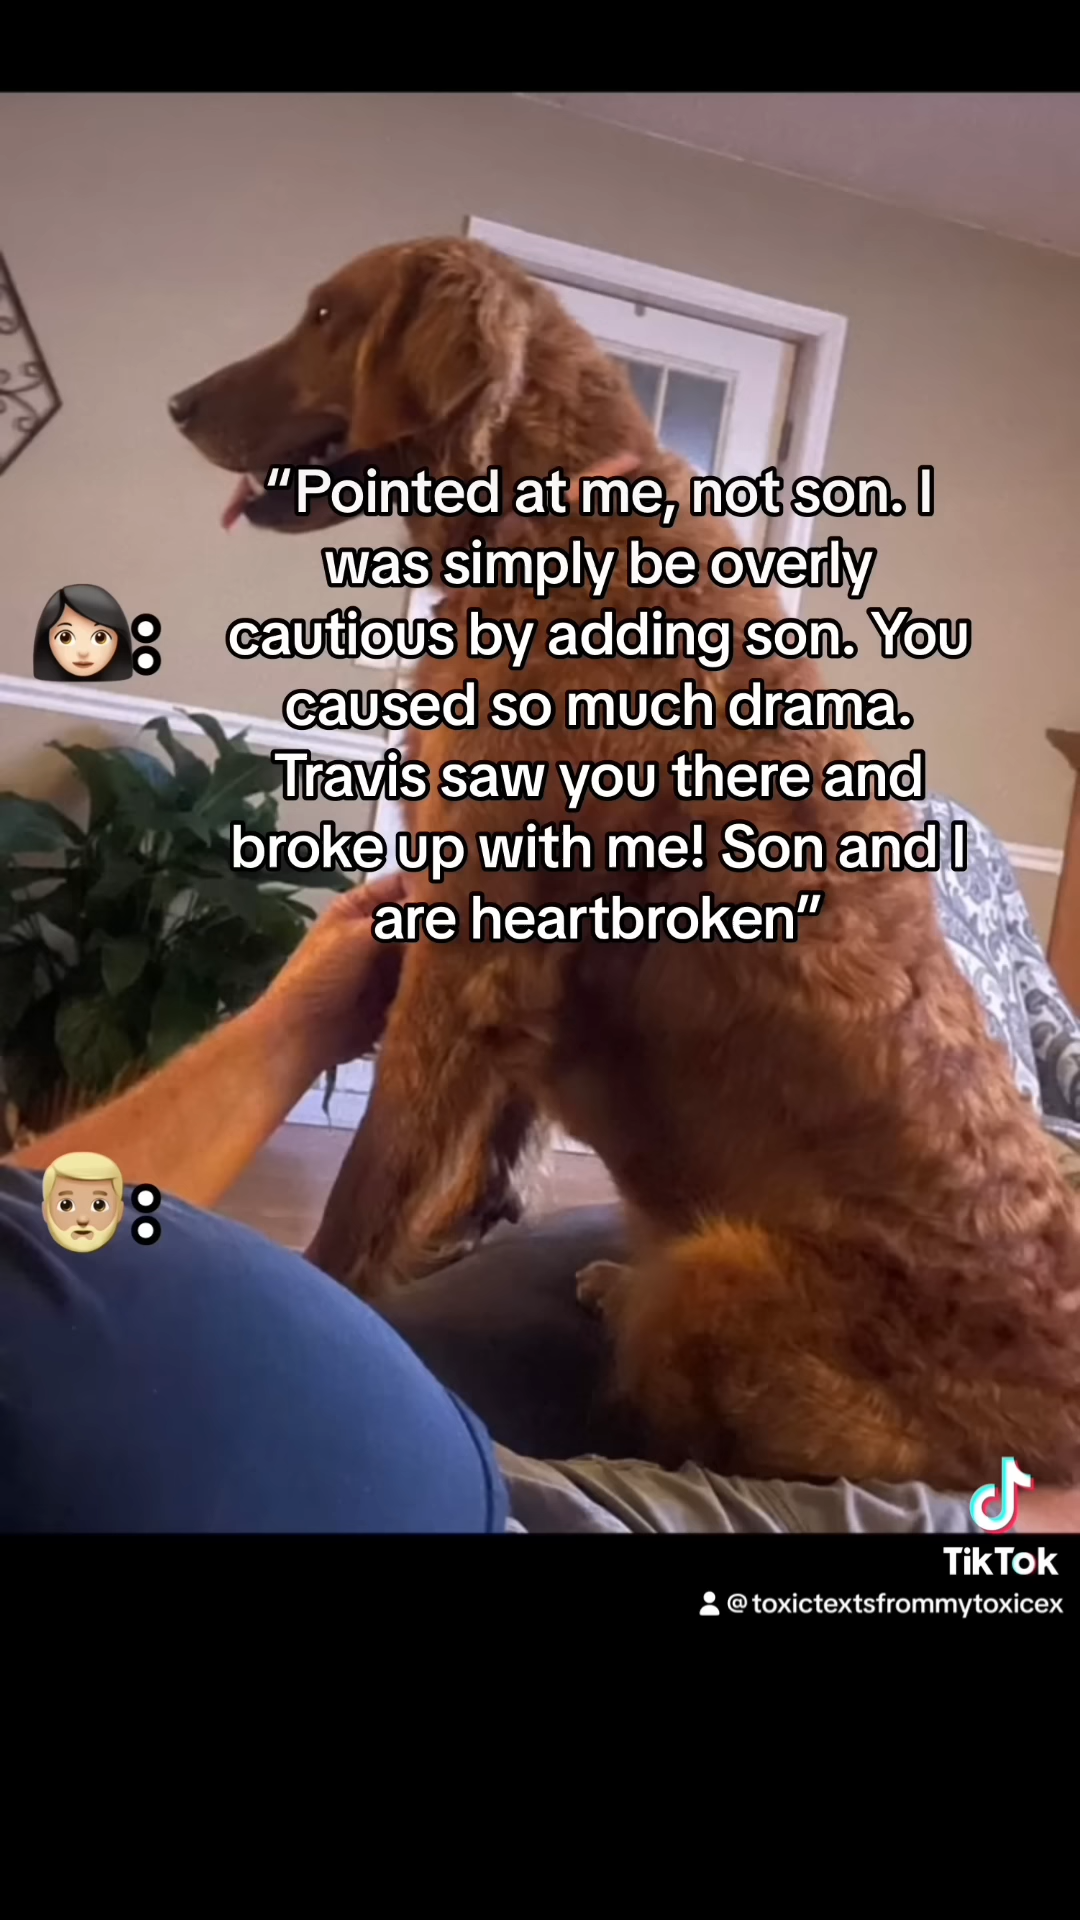 “Pointed at me, not son. I
was simply be overly
cautious by adding son. You
caused so much drama.
Travis saw you there and
broke up with me! Son and I
are heartbroken”
:
:
TikTok
@toxictextsfrommytoxicex